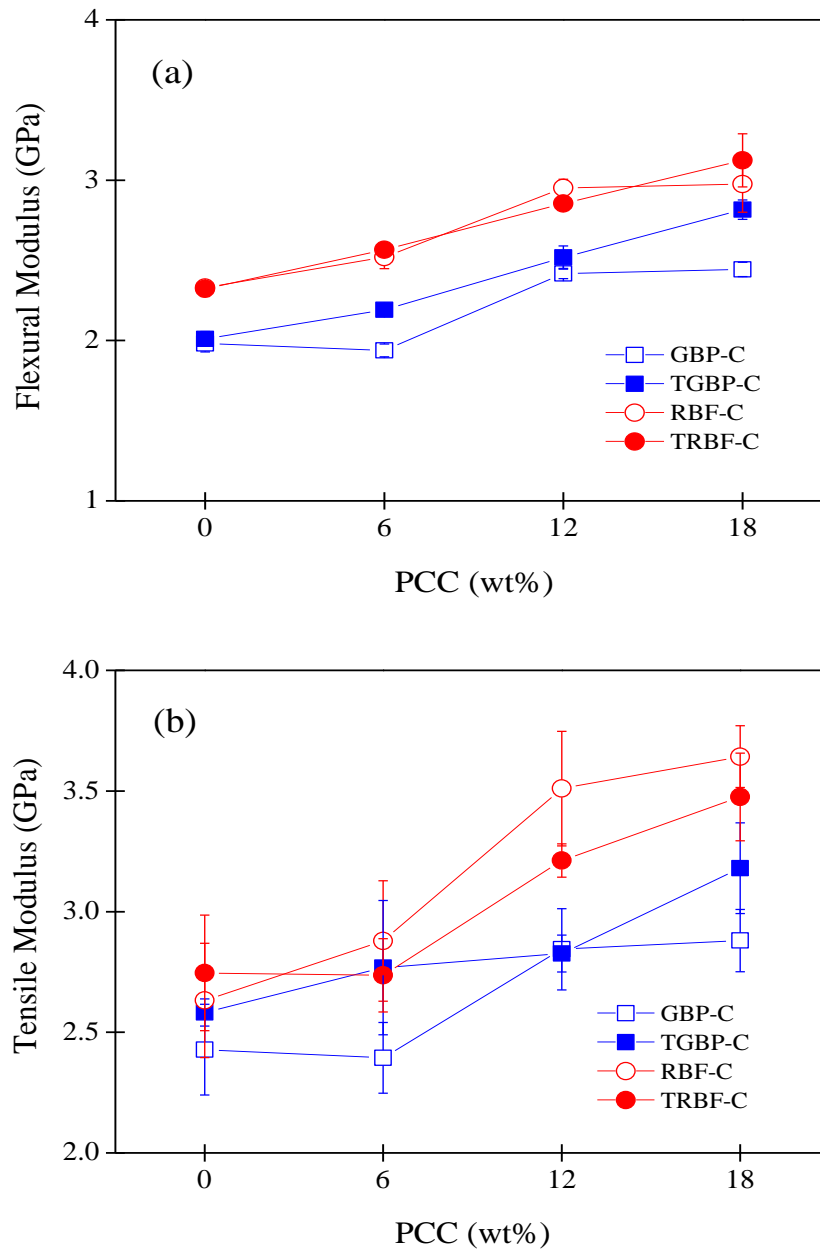 4
(a)
Flexural Modulus (GPa)
3
2
GBP-C
TGBP-C
RBF-C
TRBF-C
1
0 6 12 18
PCC (wt%)
4.0
(b)
Tensile Modulus (GPa)
3.5
3.0
2.5
GBP-C
TGBP-C
RBF-C
TRBF-C
2.0
0 6 12 18
PCC (wt%)